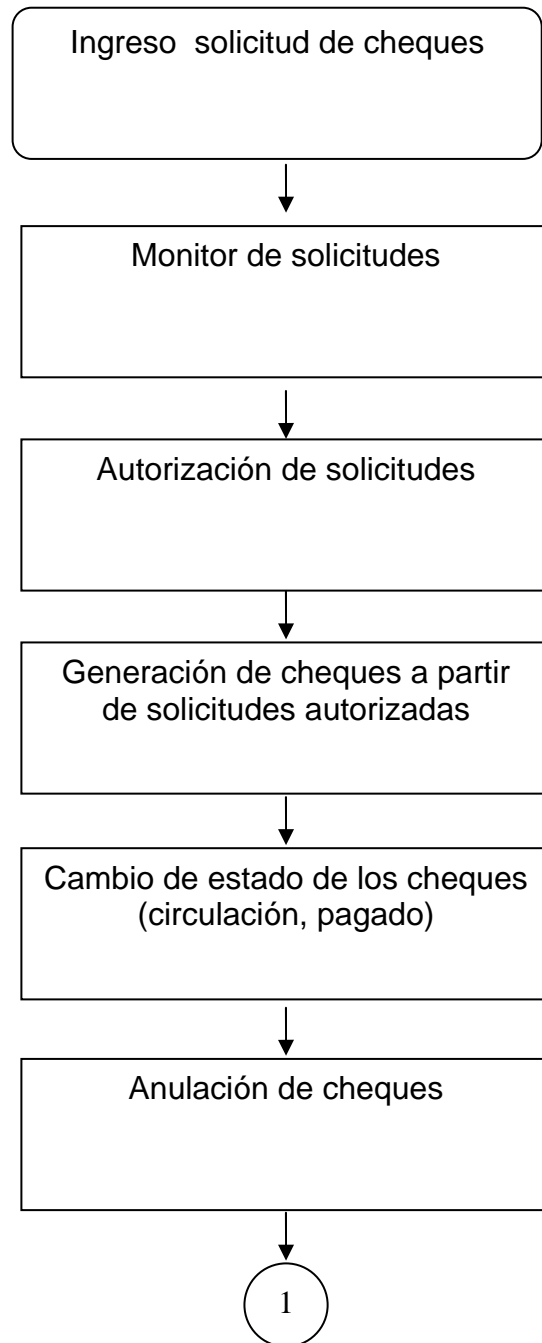 Ingreso  solicitud de cheques
Monitor de solicitudes
Autorización de solicitudes
Generación de cheques a partir
de solicitudes autorizadas
Cambio de estado de los cheques
(circulación, pagado)
Anulación de cheques
1